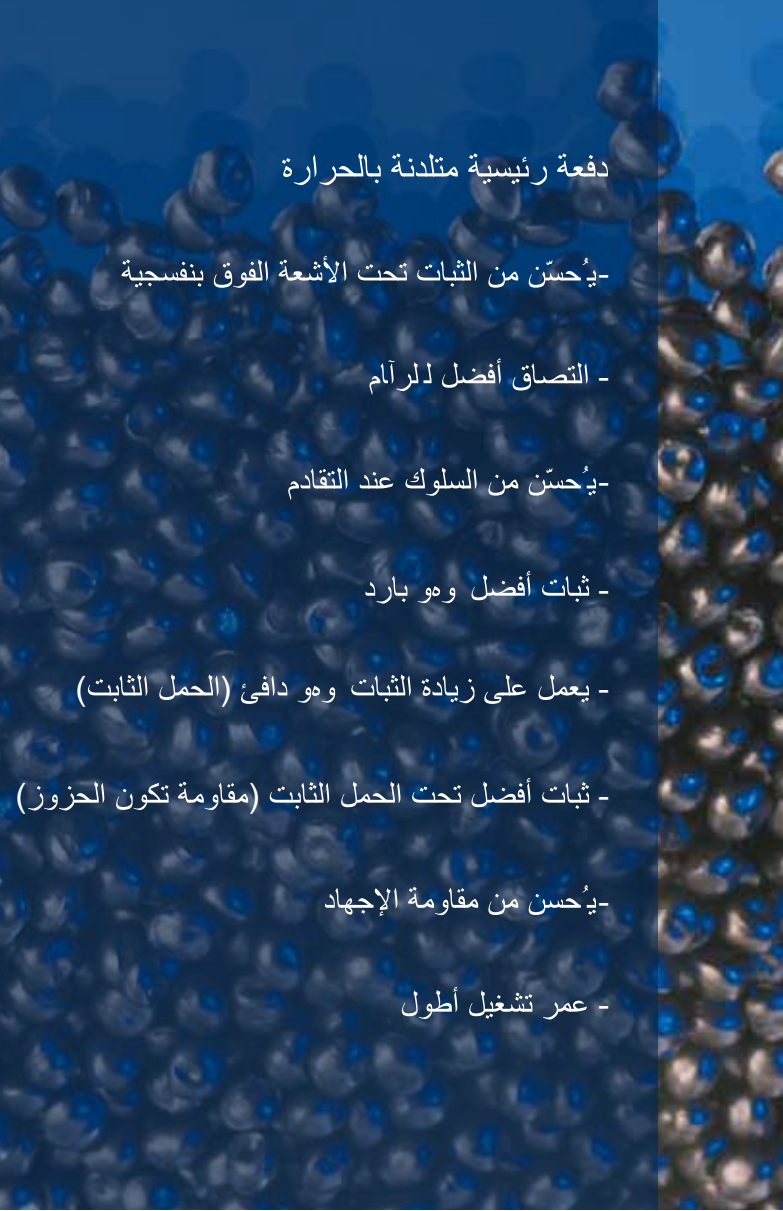 دفعة رئيسية متلدنة بالحرارة
-يُحسّن من الثبات تحت الأشعة الفوق بنفسجية
- التصاق أفضل للرآام
-يُحسّن من السلوك عند التقادم
- ثبات أفضل وهو بارد
- يعمل على زيادة الثبات وهو دافئ (الحمل الثابت)
- ثبات أفضل تحت الحمل الثابت (مقاومة تكون الحزوز)
-يُحسن من مقاومة الإجهاد
- عمر تشغيل أطول